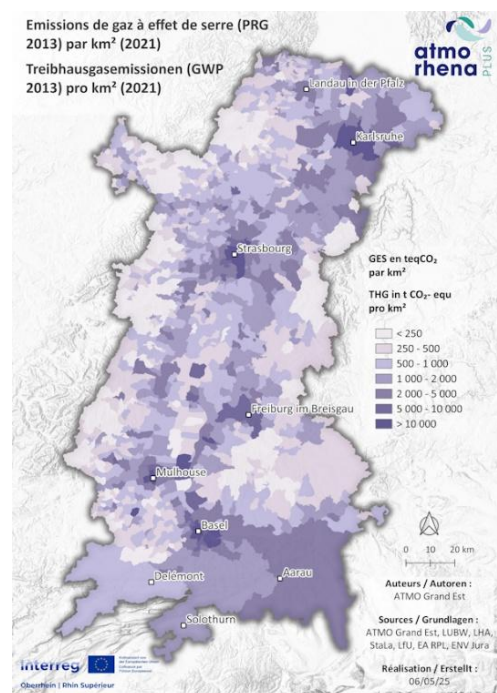 Emissions de gaz à effet de serre (PRG
2013) par km² (2021)
Treibhausgasemissionen (GWP
2013) pro km² (2021)
atmo
rhena
PLUS
Landau in der Pfalz
Karlsruhe
Strasbourg
GES en teqCO₂
par km²
THG in t CO₂- equ
pro km²
< 250
250 - 500
500 - 1 000
1 000 - 2 000
2 000 - 5 000
5 000 - 10 000
> 10 000
Freiburg im Breisgau
Mulhouse
Basel
Delémont
Aarau
Solothurn
0 10 20 km
Auteurs / Autoren :
ATMO Grand Est
Sources / Grundlagen :
ATMO Grand Est, LUBW, LHA,
StaLa, LfU, EA RPL, ENV Jura
Réalisation / Erstellt :
06/05/25
Interreg
Oberrhein | Rhin Supérieur